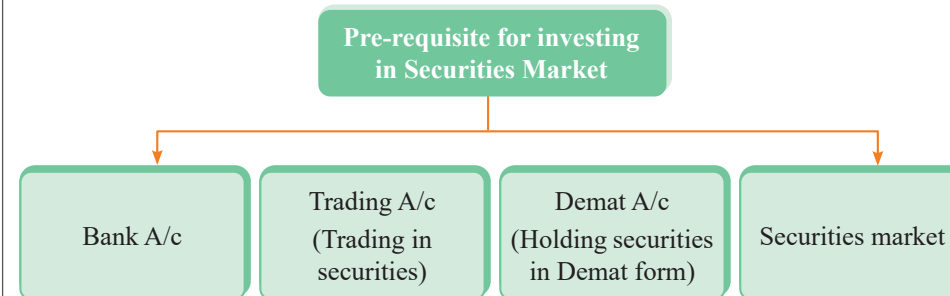 Pre-requisite for investing
in Securities Market
Bank A/c
Trading A/c
(Trading in
securities)
Demat A/c
(Holding securities
in Demat form)
Securities market